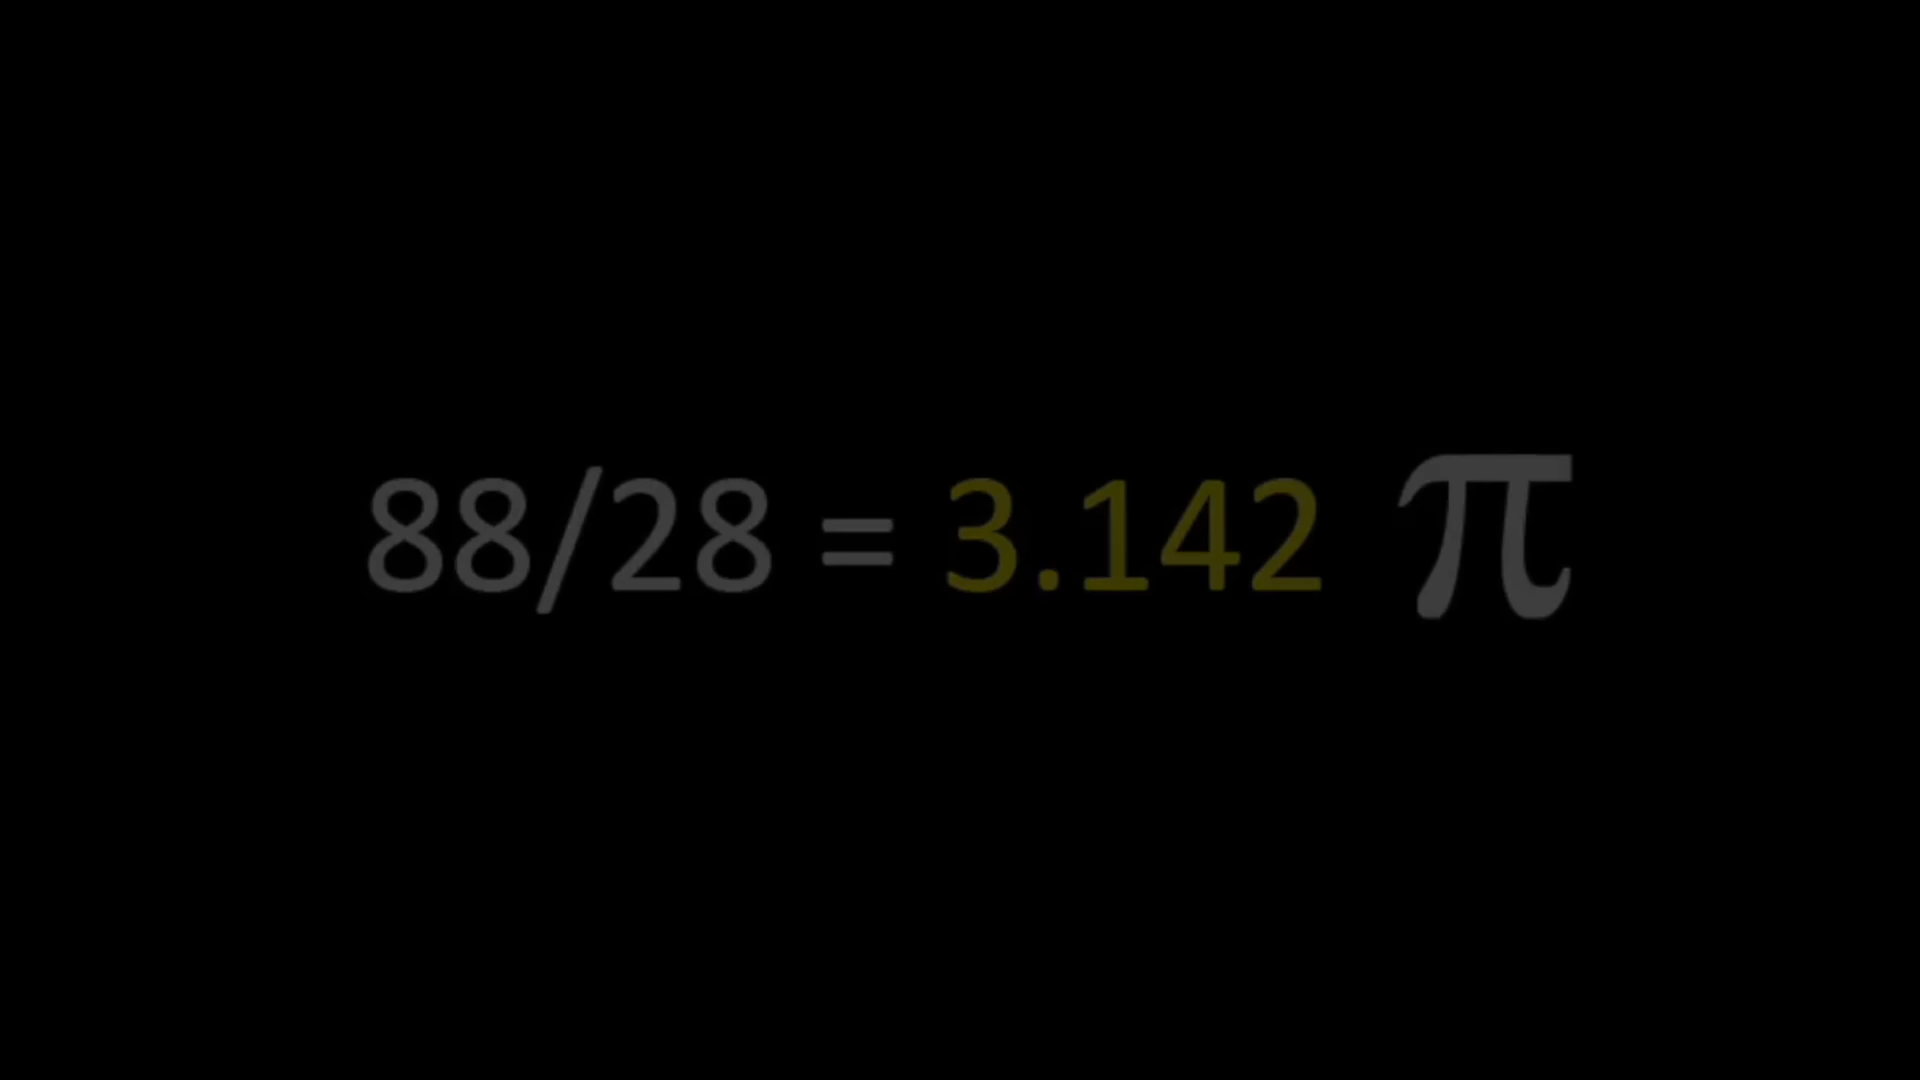 88/28 = 3.142 π